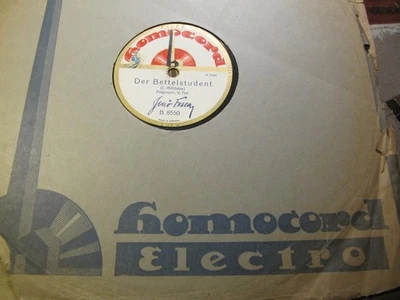 Homocord
Der Bettelstudent
(C. Millöcker)
B. 8550
Homocord
Electro